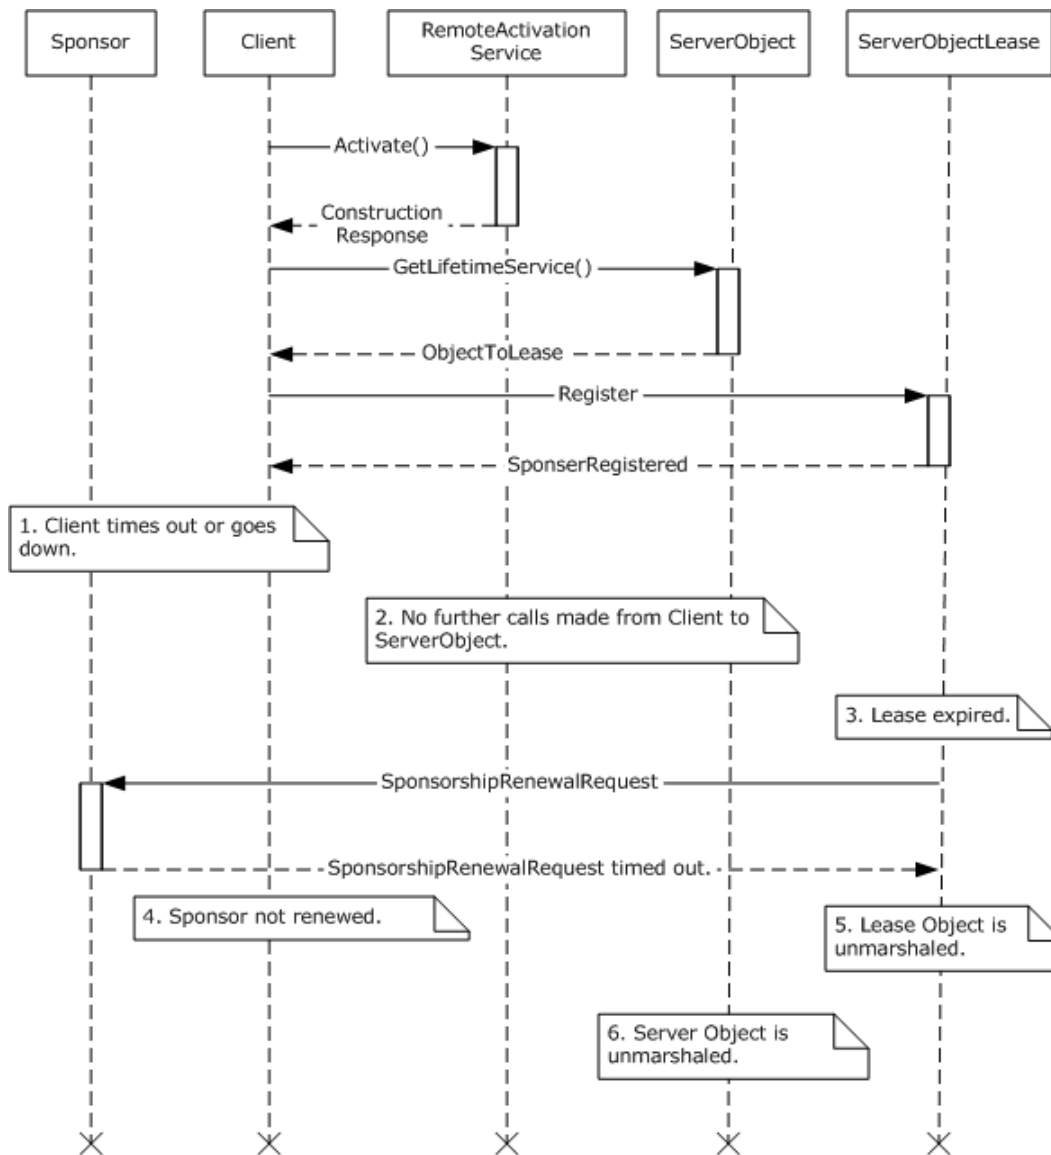 Sponsor
Client
RemoteActivation
Service
ServerObject
ServerObjectLease
Activate()
Construction
Response
GetLifetimeService()
ObjectToLease
Register
SponserRegistered
1. Client times out or goes
down.
2. No further calls made from Client to
ServerObject.
3. Lease expired.
SponsorshipRenewalRequest
SponsorshipRenewalRequest timed out.
4. Sponsor not renewed.
5. Lease Object is
unmarshaled.
6. Server Object is
unmarshaled.